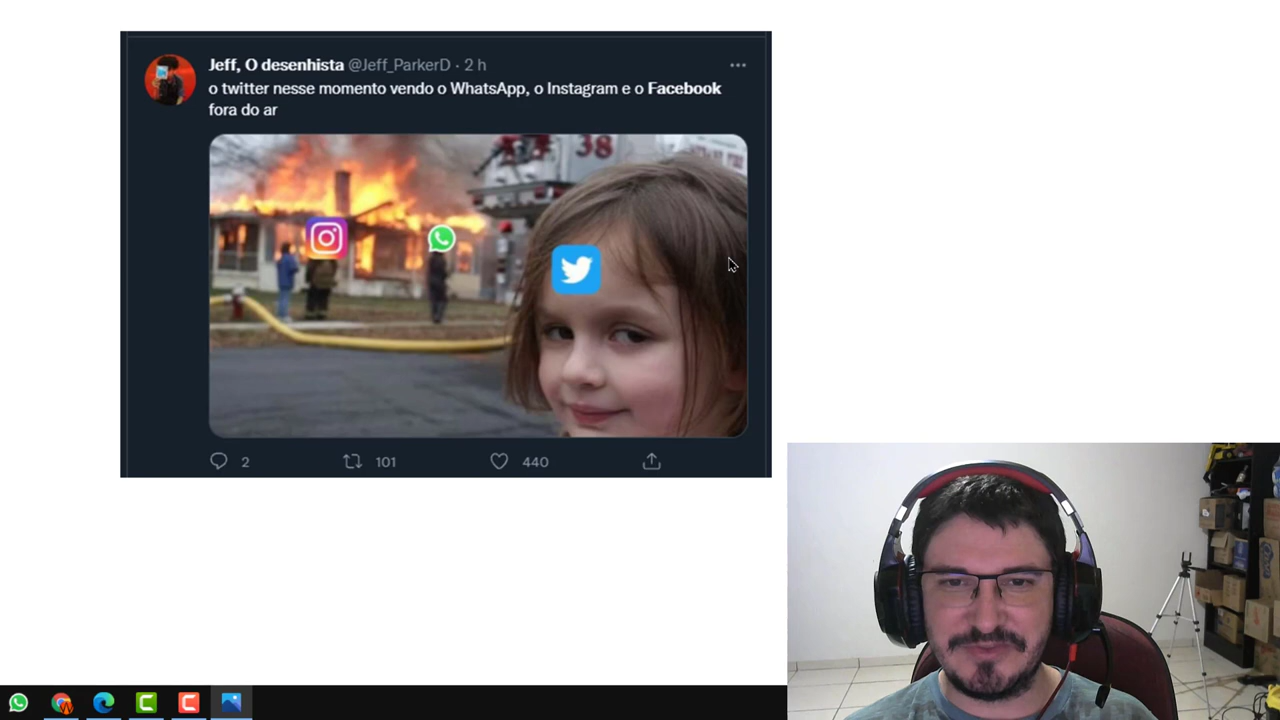 Jeff, O desenhista @Jeff_ParkerD · 2 h
o twitter nesse momento vendo o WhatsApp, o Instagram e o Facebook
fora do ar
38
2 101 440